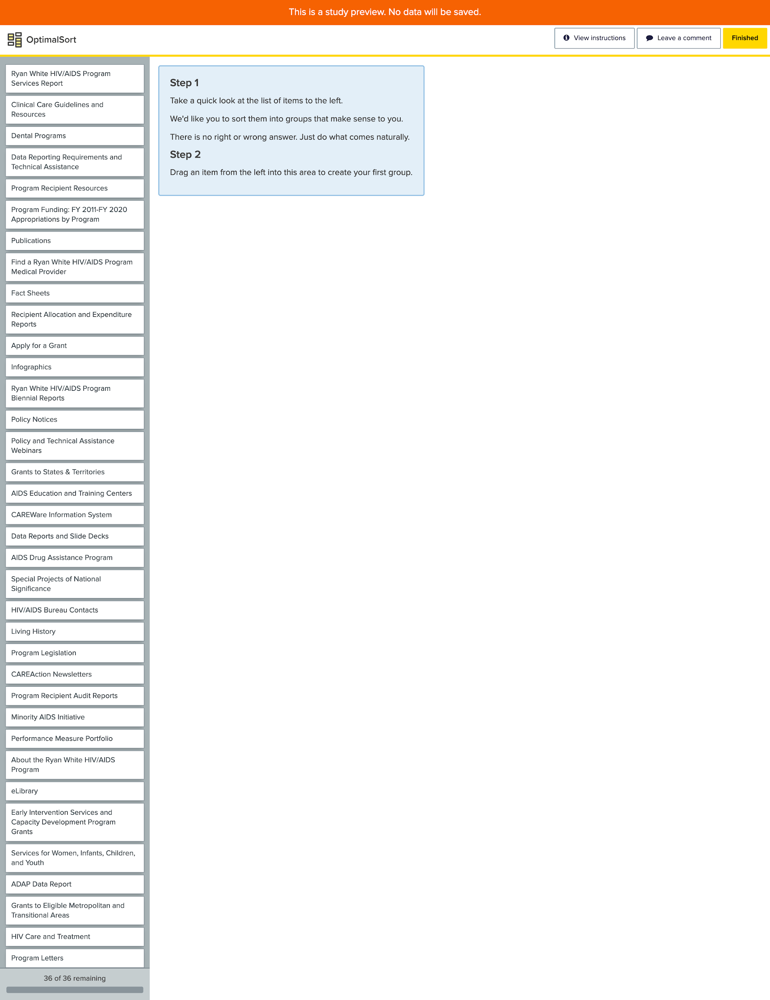 This is a study preview. No data will be saved.
OptimalSort
View instructions
Leave a comment
Finished
Ryan White HIV/AIDS Program
Services Report
Clinical Care Guidelines and
Resources
Dental Programs
Data Reporting Requirements and
Technical Assistance
Program Recipient Resources
Program Funding: FY 2011-FY 2020
Appropriations by Program
Publications
Find a Ryan White HIV/AIDS Program
Medical Provider
Fact Sheets
Recipient Allocation and Expenditure
Reports
Apply for a Grant
Infographics
Ryan White HIV/AIDS Program
Biennial Reports
Policy Notices
Policy and Technical Assistance
Webinars
Grants to States & Territories
AIDS Education and Training Centers
CAREWare Information System
Data Reports and Slide Decks
AIDS Drug Assistance Program
Special Projects of National
Significance
HIV/AIDS Bureau Contacts
Living History
Program Legislation
CAREAction Newsletters
Program Recipient Audit Reports
Minority AIDS Initiative
Performance Measure Portfolio
About the Ryan White HIV/AIDS
Program
eLibrary
Early Intervention Services and
Capacity Development Program
Grants
Services for Women, Infants, Children,
and Youth
ADAP Data Report
Grants to Eligible Metropolitan and
Transitional Areas
HIV Care and Treatment
Program Letters
36 of 36 remaining
Step 1
Take a quick look at the list of items to the left.
We'd like you to sort them into groups that make sense to you.
There is no right or wrong answer. Just do what comes naturally.
Step 2
Drag an item from the left into this area to create your first group.